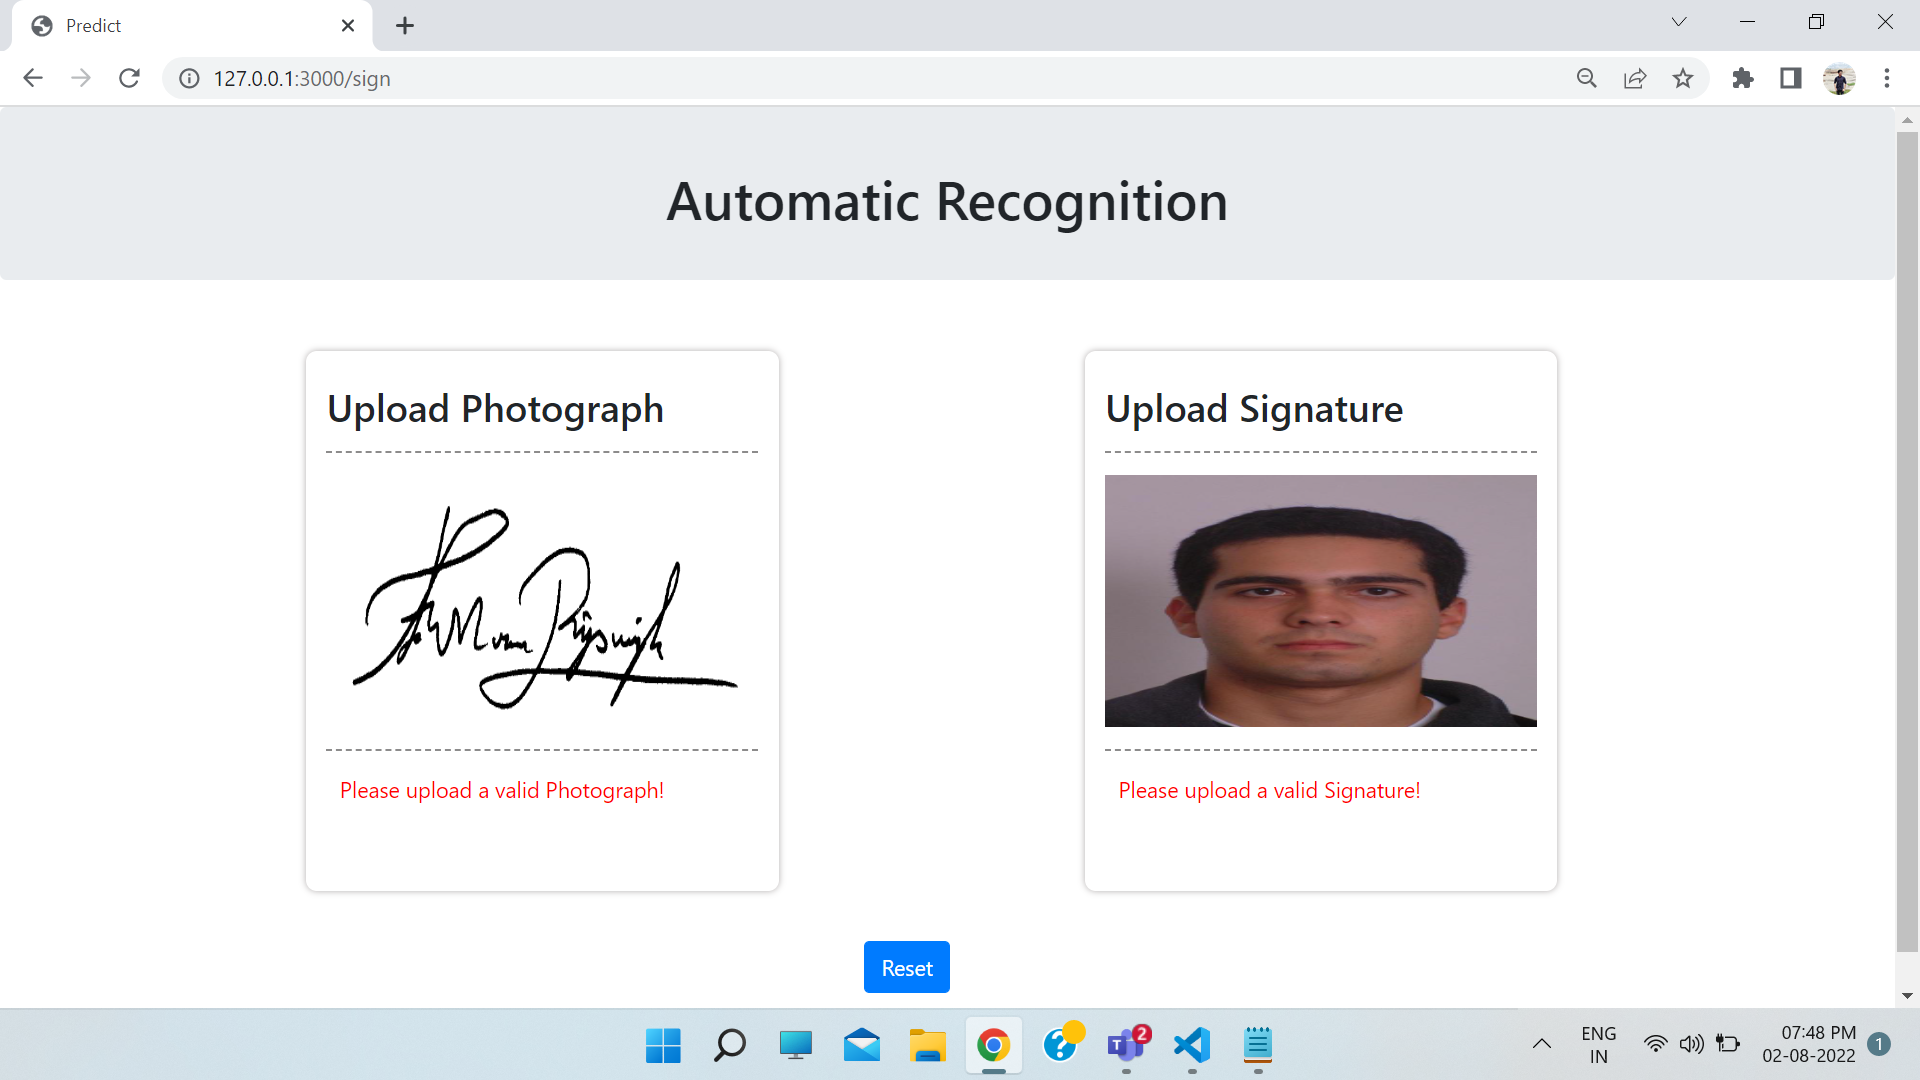 Predict
127.0.0.1:3000/sign
Automatic Recognition
Upload Photograph
Please upload a valid Photograph!
Upload Signature
Please upload a valid Signature!
Reset
T
2
?
ENG
IN
07:48 PM
02-08-2022
1